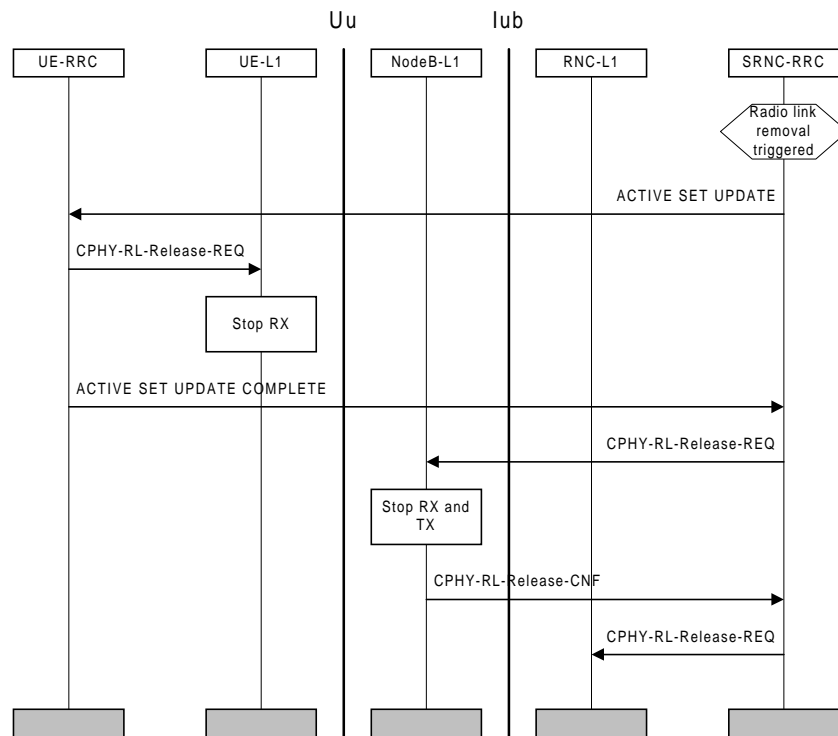 Uu
Iub
UE-RRC
UE-L1
NodeB-L1
RNC-L1
SRNC-RRC
Radio link
removal
triggered
ACTIVE SET UPDATE
CPHY-RL-Release-REQ
Stop RX
ACTIVE SET UPDATE COMPLETE
CPHY-RL-Release-REQ
Stop RX and
TX
CPHY-RL-Release-CNF
CPHY-RL-Release-REQ